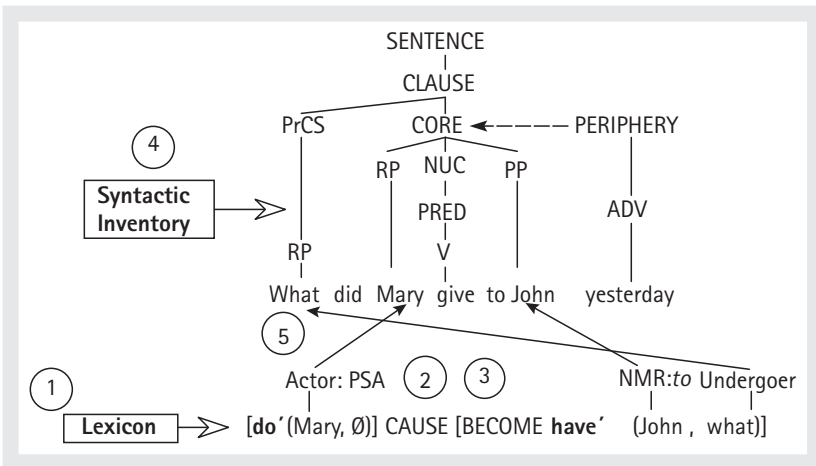 SENTENCE
CLAUSE
PrCS CORE PERIPHERY
4
RP NUC PP
Syntactic
Inventory
PRED ADV
RP V
What did Mary give to John yesterday
5
1
Actor: PSA 2 3 NMR:to Undergoer
Lexicon [do´(Mary, Ø)] CAUSE [BECOME have´ (John , what)]